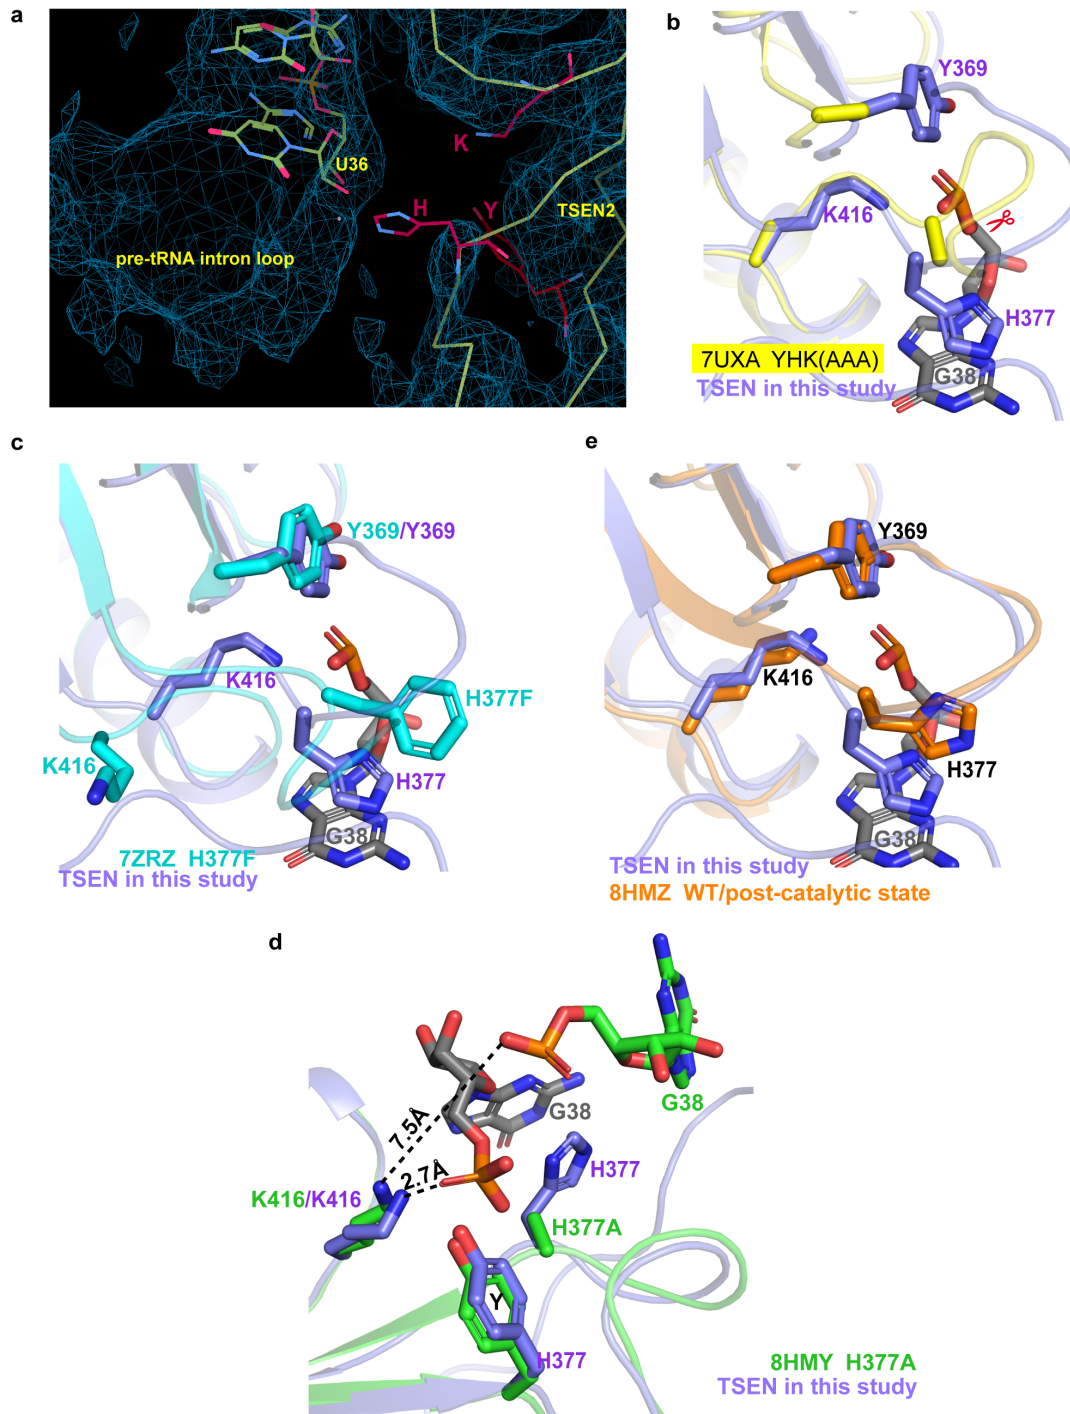 a
U36
K
H
Y
TSEN2
pre-tRNA intron loop
b
Y369
K416
H377
7UXA YHK(AAA)
G38
TSEN in this study
c
Y369/Y369
K416
H377F
K416
H377
G38
7ZRZ H377F
TSEN in this study
e
Y369
K416
H377
G38
TSEN in this study
8HMZ WT/post-catalytic state
d
G38
G38
7.5Å
2.7Å
H377
K416/K416
H377A
Y
H377
8HMY H377A
TSEN in this study